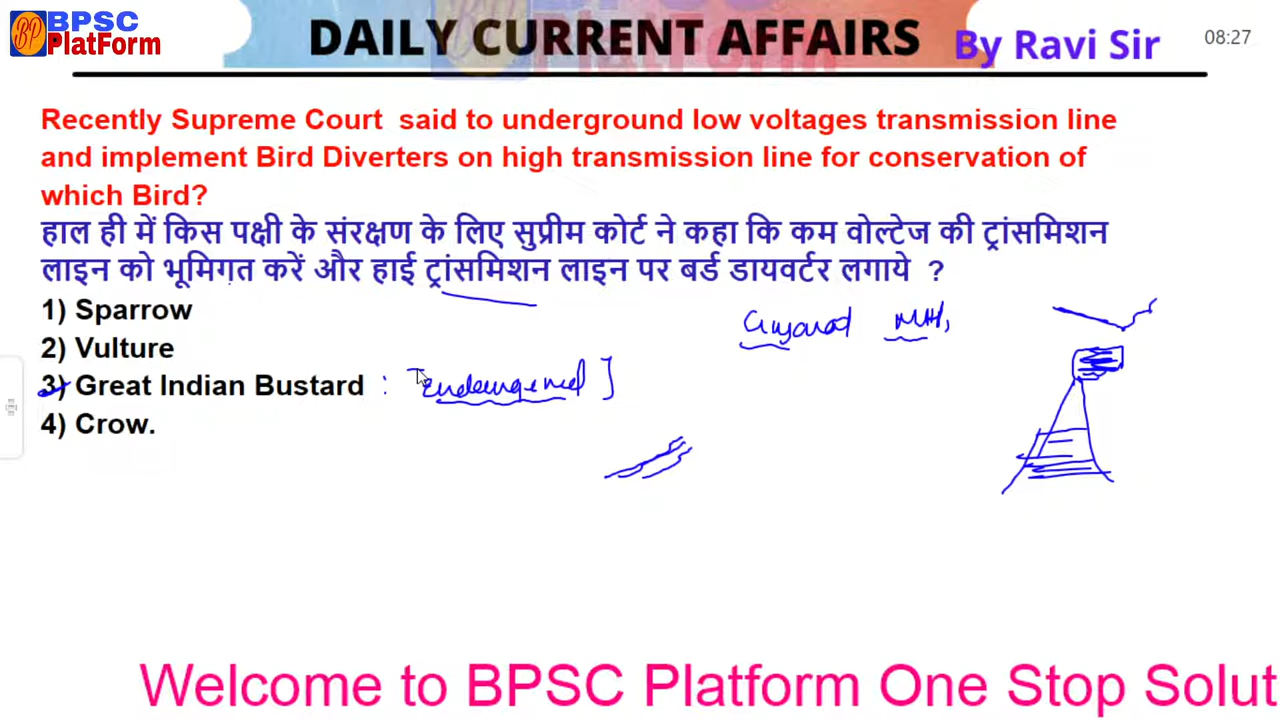 BPSC
PlatForm
DAILY CURRENT AFFAIRS
By Ravi Sir
08:27
Recently Supreme Court said to underground low voltages transmission line
and implement Bird Diverters on high transmission line for conservation of
which Bird?
हाल ही में किस पक्षी के संरक्षण के लिए सुप्रीम कोर्ट ने कहा कि कम वोल्टेज की ट्रांसमिशन
लाइन को भूमिगत करें और हाई ट्रांसमिशन लाइन पर बर्ड डायवर्टर लगाये ?
1) Sparrow
2) Vulture
Gujarat MH,
3) Great Indian Bustard : [endangered]
4) Crow.
Welcome to BPSC Platform One Stop Solut